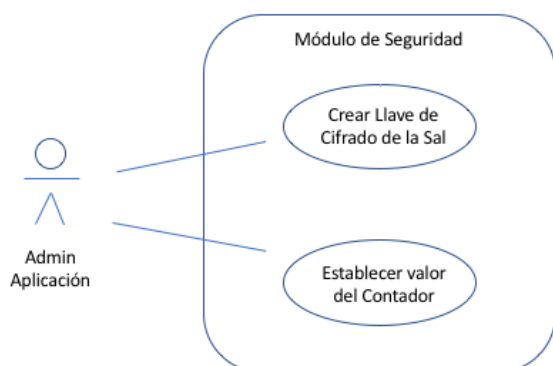 Módulo de Seguridad
Crear Llave de
Cifrado de la Sal
Admin
Aplicación
Establecer valor
del Contador